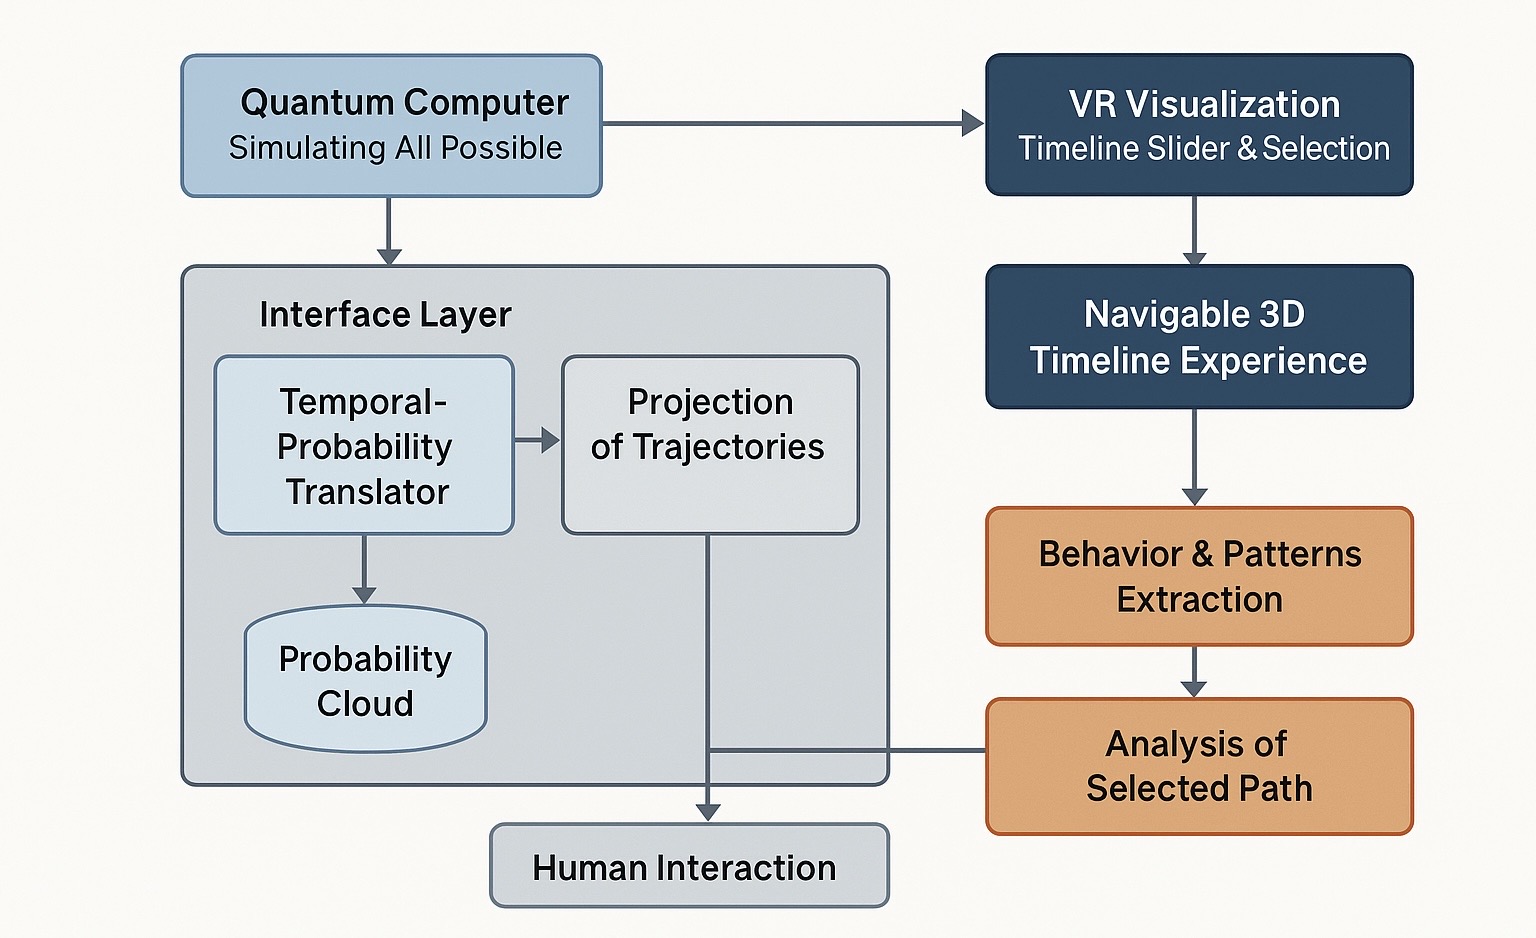 Quantum Computer
Simulating All Possible
VR Visualization
Timeline Slider & Selection
Interface Layer
Temporal-
Probability
Translator
Projection
of Trajectories
Probability
Cloud
Navigable 3D
Timeline Experience
Behavior & Patterns
Extraction
Analysis of
Selected Path
Human Interaction